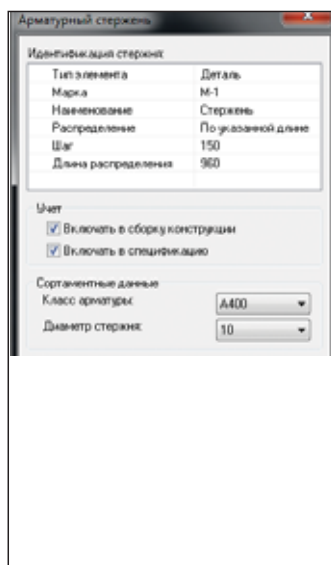 Арматурный стержень
Идентификация стержня:
Тип элемента Деталь
Марка М-1
Наименование Стержень
Распределение По указанной длине
Шаг 150
Длина распределения 960
Учет
Включать в сборку конструкции
Включать в спецификацию
Сортаментные данные
Класс арматуры: A400
Диаметр стержня: 10